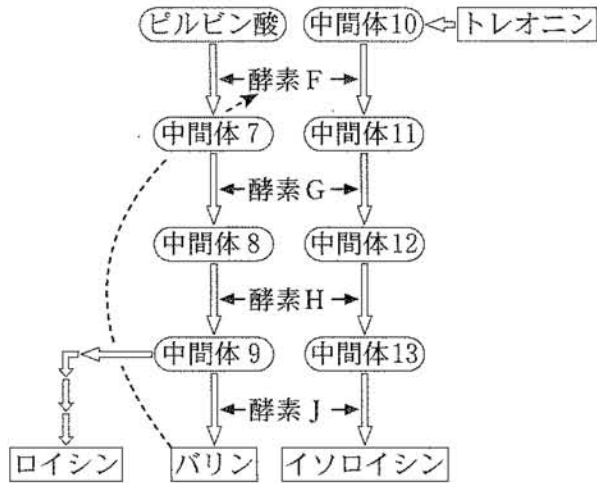 ピルビン酸 中間体10 トレオニン
酵素F
中間体7 中間体11
酵素G
中間体8 中間体12
酵素H
中間体9 中間体13
酵素J
ロイシン バリン イソロイシン